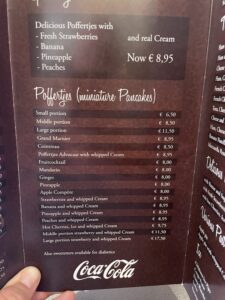 Delicious Poffertjes with
- Fresh Strawberries and real Cream
- Banana
- Pineapple Now € 8,95
- Peaches
Poffertjes (miniature Pancakes)
Small portion € 6,50
Middle portion € 8,50
Large portion € 11,50
Grand Marnier € 8,95
Cointreau € 8,50
Poffertjes Advocaat with whipped Cream € 8,95
Fruitcocktail € 8,00
Mandarin € 8,00
Ginger € 8,00
Pineapple € 8,00
Apple Compôte € 8,00
Strawberries and whipped Cream € 8,95
Banana and whipped Cream € 8,95
Pineapple and whipped Cream € 8,95
Peaches and whipped Cream € 8,95
Hot Cherries, Ice and whipped Cream € 9,75
Middle portion strawberry and whipped Cream € 11,50
Large portion strawberry and whipped Cream € 17,50
Also sweeteners available for diabetics
Coca-Cola